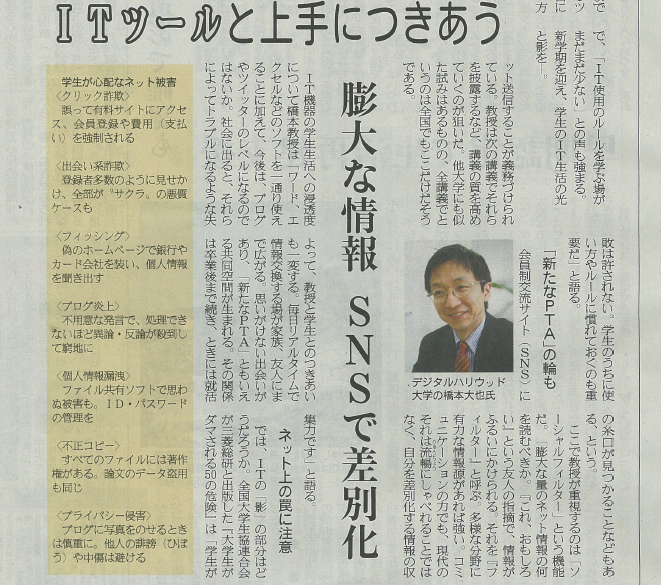 ITツールと上手につきあう
で
に
ニッ
方
で、「IT使用のルールを学ぶ場が
まだまだ少ない」との声も強まる。
新学期を迎え、学生のIT生活の光
と影を―。
ット送信することが義務づけられ
ている。教授は次の講義でそれら
を披露するなど、講義の質を高め
ていくのが狙いだ。他大学にも似
た試みはあるものの、全講義でと
いうのは全国でもここだけだそう
である。
膨大な情報 SNSで差別化
IT機器の学生生活への浸透度
について橋本教授は「ワード、エ
クセルなどのソフトを一通り使え
ることに加えて、今後は、ブログ
やツイッターのレベルになるので
はないか。社会に出ると、それら
によってトラブルになるような失
敗は許されない。学生のうちに使
い方やルールに慣れておくのも重
要だ」と語る。
「新たなPTA」の輪も
会員制交流サイト(SNS)に
デジタルハリウッド
大学の橋本大也氏
よって、教授と学生とのつきあい
も一変する。毎日リアルタイムで
情報交換する場が家族、友人にま
で広がる。思いがけない出会いが
あり、「新たなPTA」ともいえ
る共同空間が生まれる。その関係
は卒業後まで続き、ときには就活
の糸口が見つかることなどもあ
る、という。
ここで教授が重視するのは「ソ
ーシャルフィルター」という機能
だ。「膨大な量のネット情報の何
を読むべきか。『これ、おもしろ
い』という友人の指摘で、情報が
ふるいにかけられる。それを『フ
ィルター』と呼ぶ。多様な分野に
有力な情報源があれば強い。コミ
ュニケーションの力でも、現代の
それは流暢にしゃべれることでは
なく、自分を差別化する情報の収
集力です」と語る。
ネット上の罠に注意
では、ITの「影」の部分はど
うだろうか。全国大学生協連合会
が三菱総研と出版した「大学生が
ダマされる50の危険」は「学生が
学生が心配なネット被害
〈クリック詐欺〉
誤って有料サイトにアクセ
ス、会員登録や費用（支払
い）を強制される
〈出会い系詐欺〉
登録者多数のように見せか
け、全部が〝サクラ〟の悪質
ケースも
〈フィッシング〉
偽のホームページで銀行や
カード会社を装い、個人情報
を聞き出す
〈ブログ炎上〉
不用意な発言で、処理でき
ないほど異論・反論が殺到し
て窮地に
〈個人情報漏洩〉
ファイル共有ソフトで思わ
ぬ被害も。ID・パスワード
の管理を
〈不正コピー〉
すべてのファイルには著作
権がある。論文のデータ盗用
も同じ
〈プライバシー侵害〉
ブログに写真をのせるとき
は慎重に。他人の誹謗（ひぼ
う）や中傷は避ける